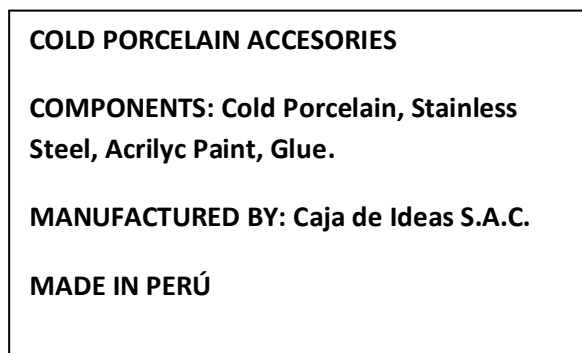 COLD PORCELAIN ACCESORIES
COMPONENTS: Cold Porcelain, Stainless
Steel, Acrilyc Paint, Glue.
MANUFACTURED BY: Caja de Ideas S.A.C.
MADE IN PERÚ